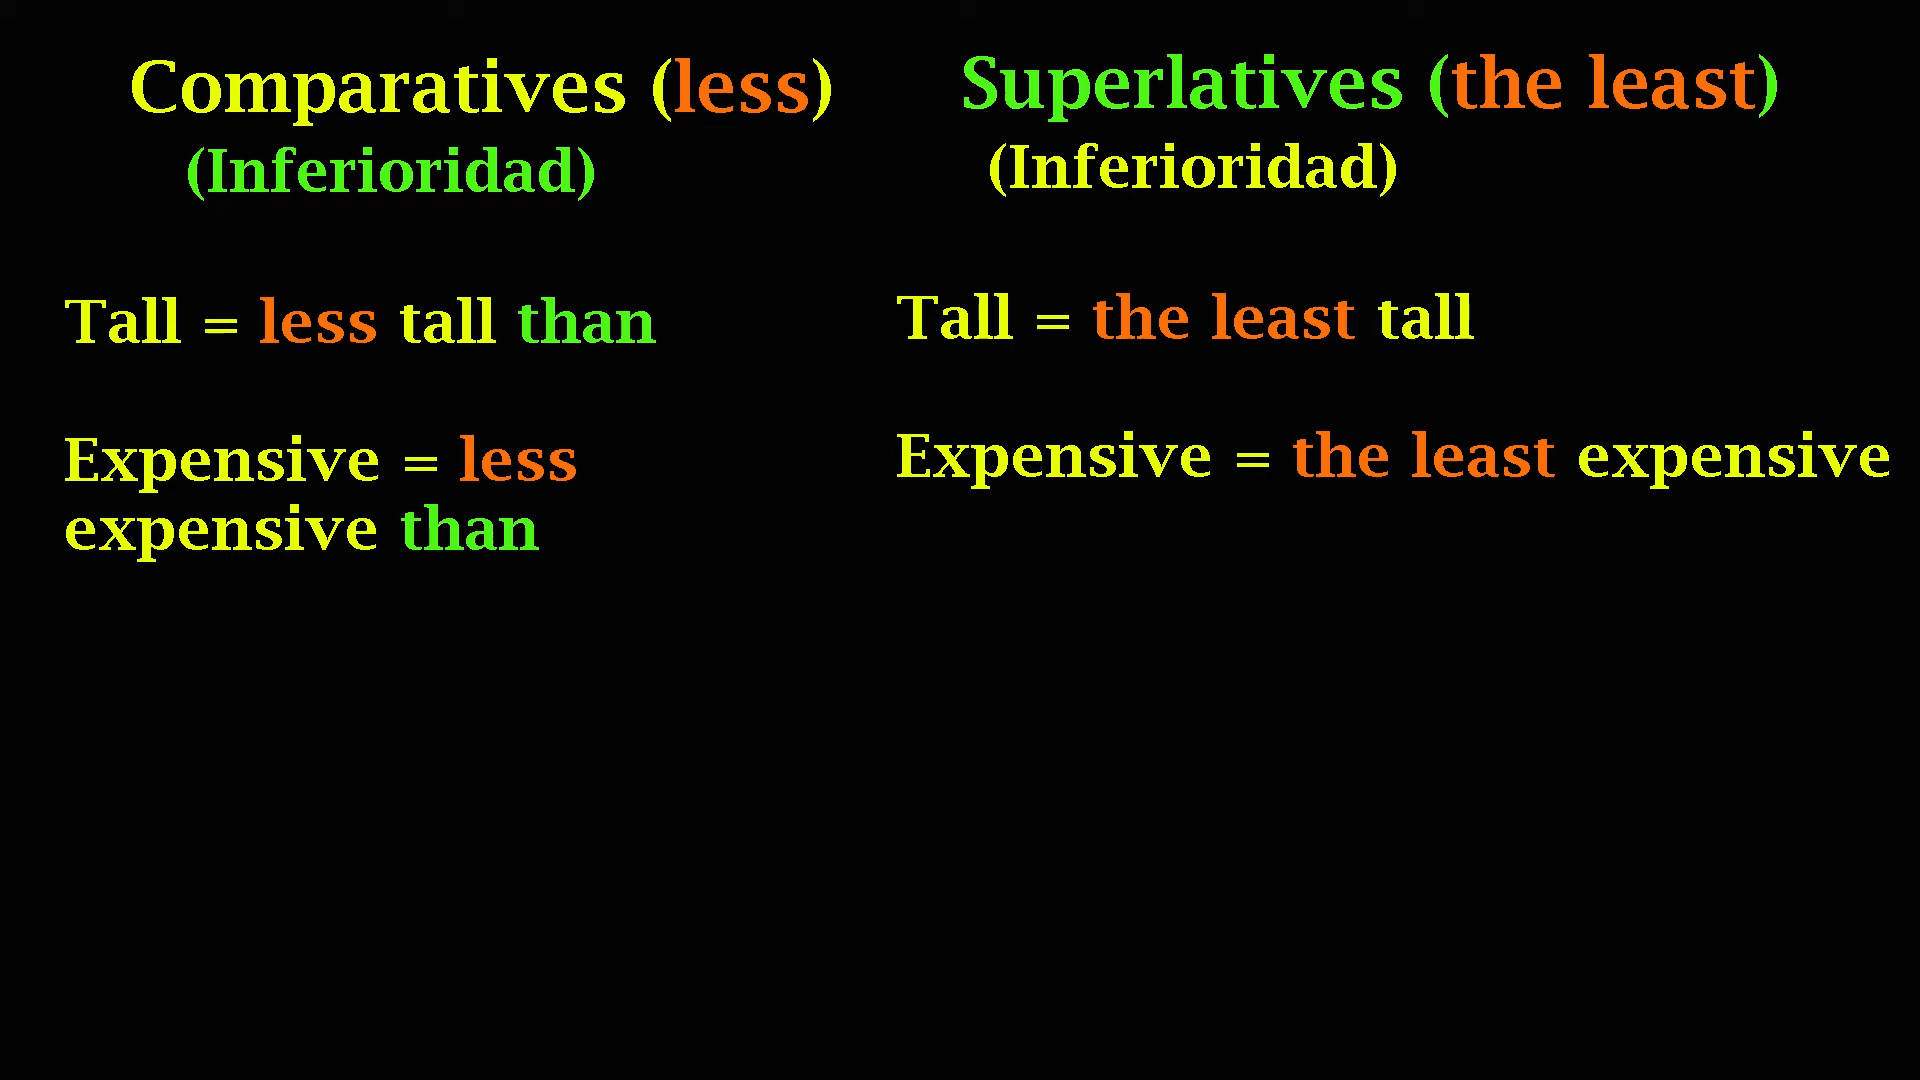 Comparatives (less)
(Inferioridad)
Tall = less tall than
Expensive = less
expensive than
Superlatives (the least)
(Inferioridad)
Tall = the least tall
Expensive = the least expensive